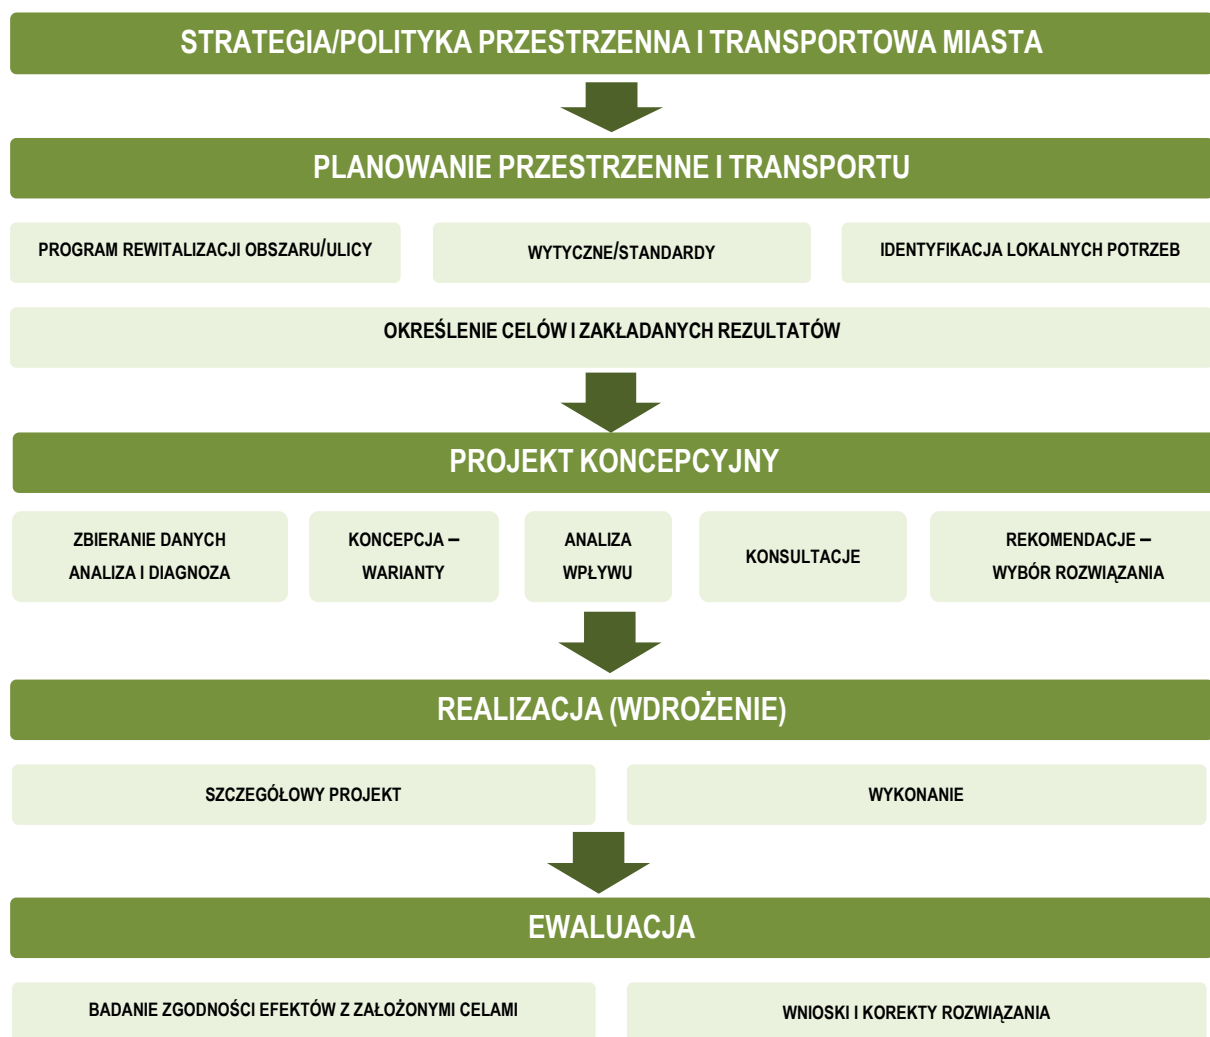 STRATEGIA/POLITYKA PRZESTRZENNA I TRANSPORTOWA MIASTA
PLANOWANIE PRZESTRZENNE I TRANSPORTU
PROGRAM REWITALIZACJI OBSZARU/ULICY
WYTYCZNE/STANDARDY
IDENTYFIKACJA LOKALNYCH POTRZEB
OKREŚLENIE CELÓW I ZAKŁADANYCH REZULTATÓW
PROJEKT KONCEPCYJNY
ZBIERANIE DANYCH
ANALIZA I DIAGNOZA
KONCEPCJA –
WARIANTY
ANALIZA
WPŁYWU
KONSULTACJE
REKOMENDACJE –
WYBÓR ROZWIĄZANIA
REALIZACJA (WDROŻENIE)
SZCZEGÓŁOWY PROJEKT
WYKONANIE
EWALUACJA
BADANIE ZGODNOŚCI EFEKTÓW Z ZAŁOŻONYMI CELAMI
WNIOSKI I KOREKTY ROZWIĄZANIA